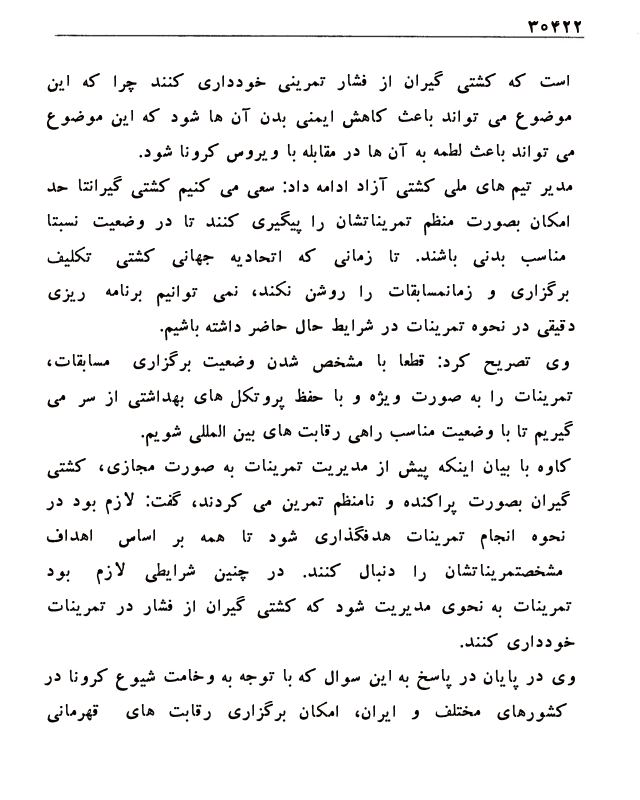 ۳۰۴۲۲
است که کشتی گیران از فشار تمرینی خودداری کنند چرا که این
موضوع می تواند باعث کاهش ایمنی بدن آن ها شود که این موضوع
می تواند باعث لطمه به آن ها در مقابله با ویروس کرونا شود.
مدیر تیم های ملی کشتی آزاد ادامه داد: سعی می کنیم کشتی گیرانتا حد
امکان بصورت منظم تمریناتشان را پیگیری کنند تا در وضعیت نسبتا
مناسب بدنی باشند. تا زمانی که اتحادیه جهانی کشتی تکلیف
برگزاری و زمانمسابقات را روشن نکند، نمی توانیم برنامه ریزی
دقیقی در نحوه تمرینات در شرایط حال حاضر داشته باشیم.
وی تصریح کرد: قطعا با مشخص شدن وضعیت برگزاری مسابقات،
تمرینات را به صورت ویژه و با حفظ پروتکل های بهداشتی از سر می
گیریم تا با وضعیت مناسب راهی رقابت های بین المللی شویم.
کاوه با بیان اینکه پیش از مدیریت تمرینات به صورت مجازی، کشتی
گیران بصورت پراکنده و نامنظم تمرین می کردند، گفت: لازم بود در
نحوه انجام تمرینات هدفگذاری شود تا همه بر اساس اهداف
مشخصتمریناتشان را دنبال کنند. در چنین شرایطی لازم بود
تمرینات به نحوی مدیریت شود که کشتی گیران از فشار در تمرینات
خودداری کنند.
وی در پایان در پاسخ به این سوال که با توجه به وخامت شیوع کرونا در
کشورهای مختلف و ایران، امکان برگزاری رقابت های قهرمانی